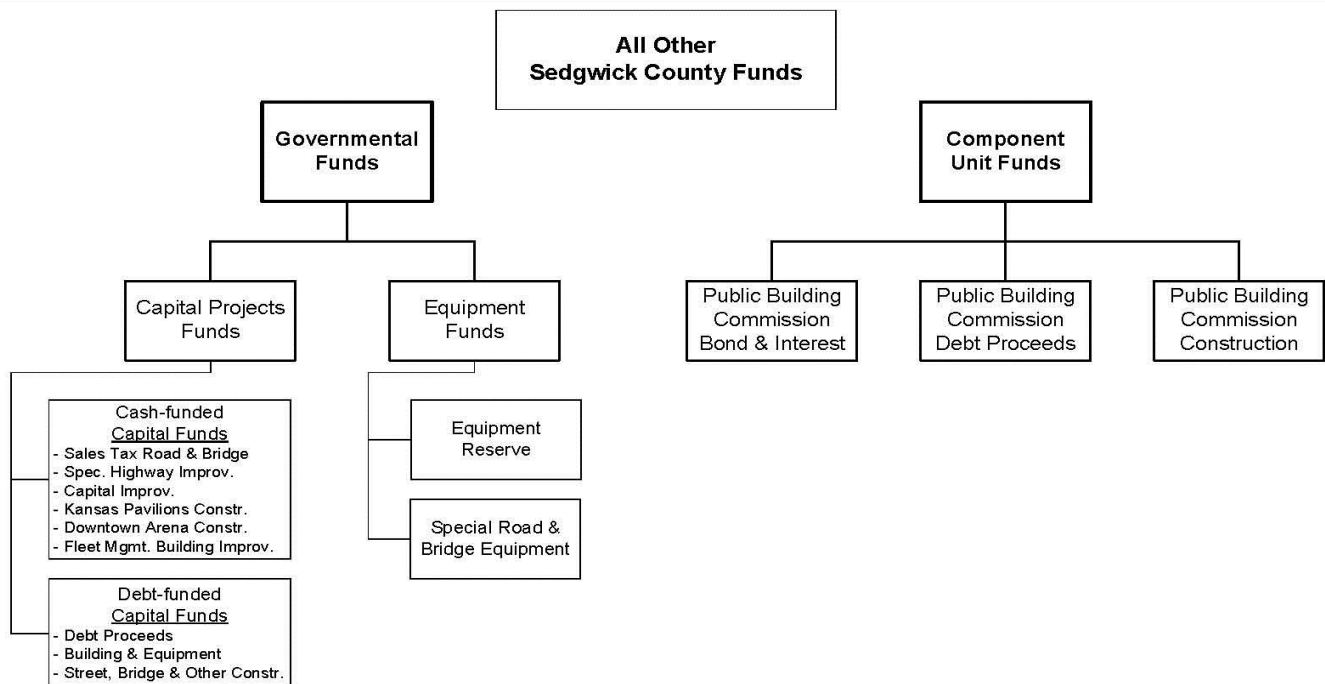 All Other
Sedgwick County Funds
Governmental
Funds
Component
Unit Funds
Capital Projects
Funds
Equipment
Funds
Public Building
Commission
Bond & Interest
Public Building
Commission
Debt Proceeds
Public Building
Commission
Construction
Cash-funded
Capital Funds
- Sales Tax Road & Bridge
- Spec. Highway Improv.
- Capital Improv.
- Kansas Pavilions Constr.
- Downtown Arena Constr.
- Fleet Mgmt. Building Improv.
Equipment
Reserve
Special Road &
Bridge Equipment
Debt-funded
Capital Funds
- Debt Proceeds
- Building & Equipment
- Street, Bridge & Other Constr.